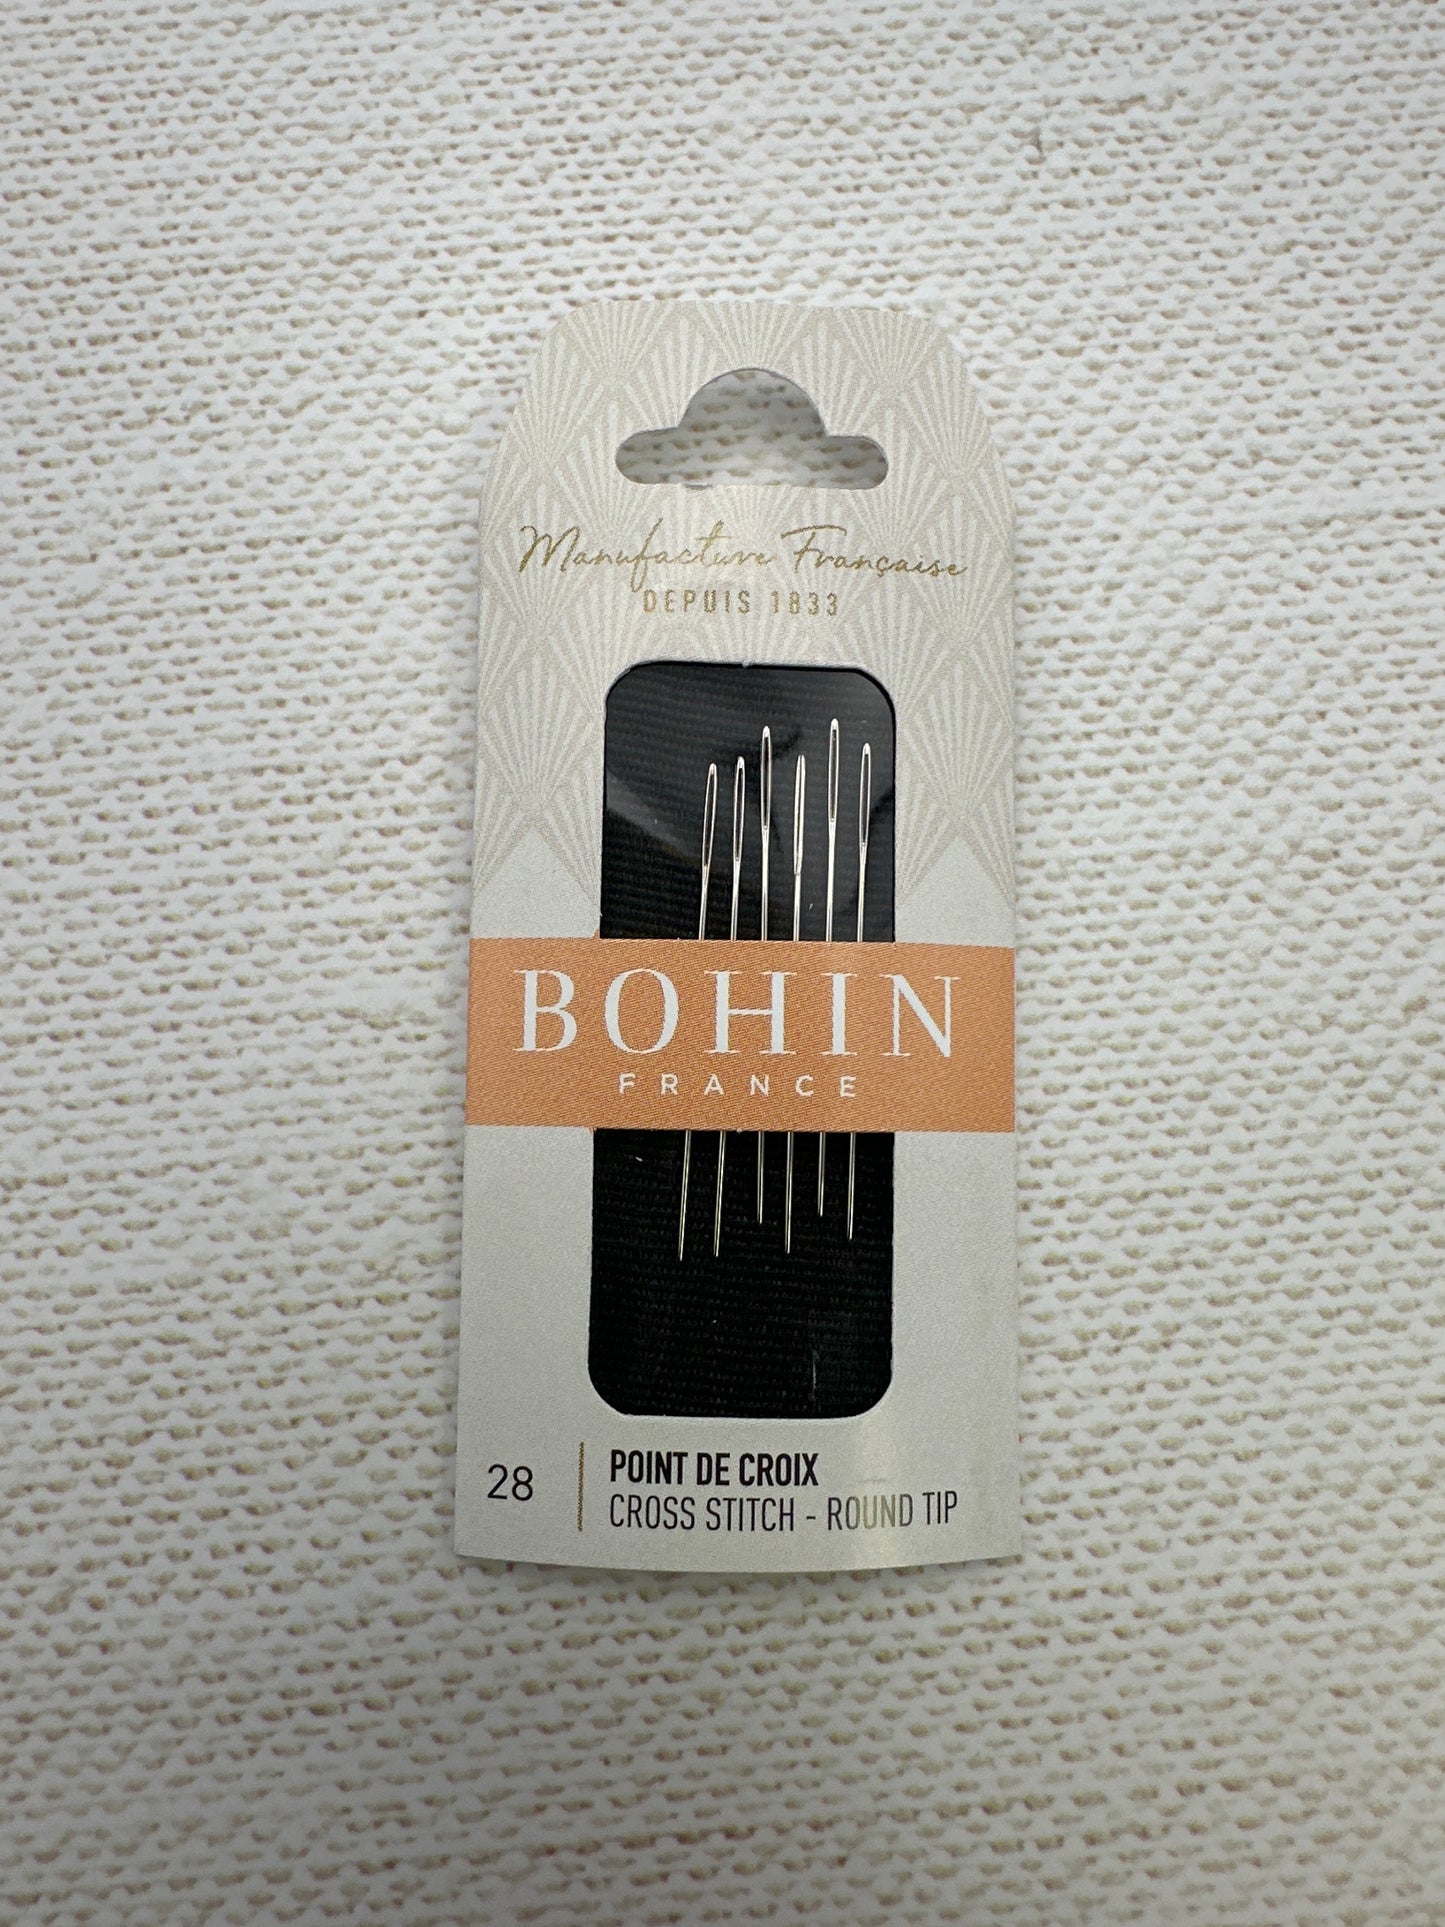 Manufacture Française
DEPUIS 1833
BOHIN
FRANCE
28
POINT DE CROIX
CROSS STITCH - ROUND TIP